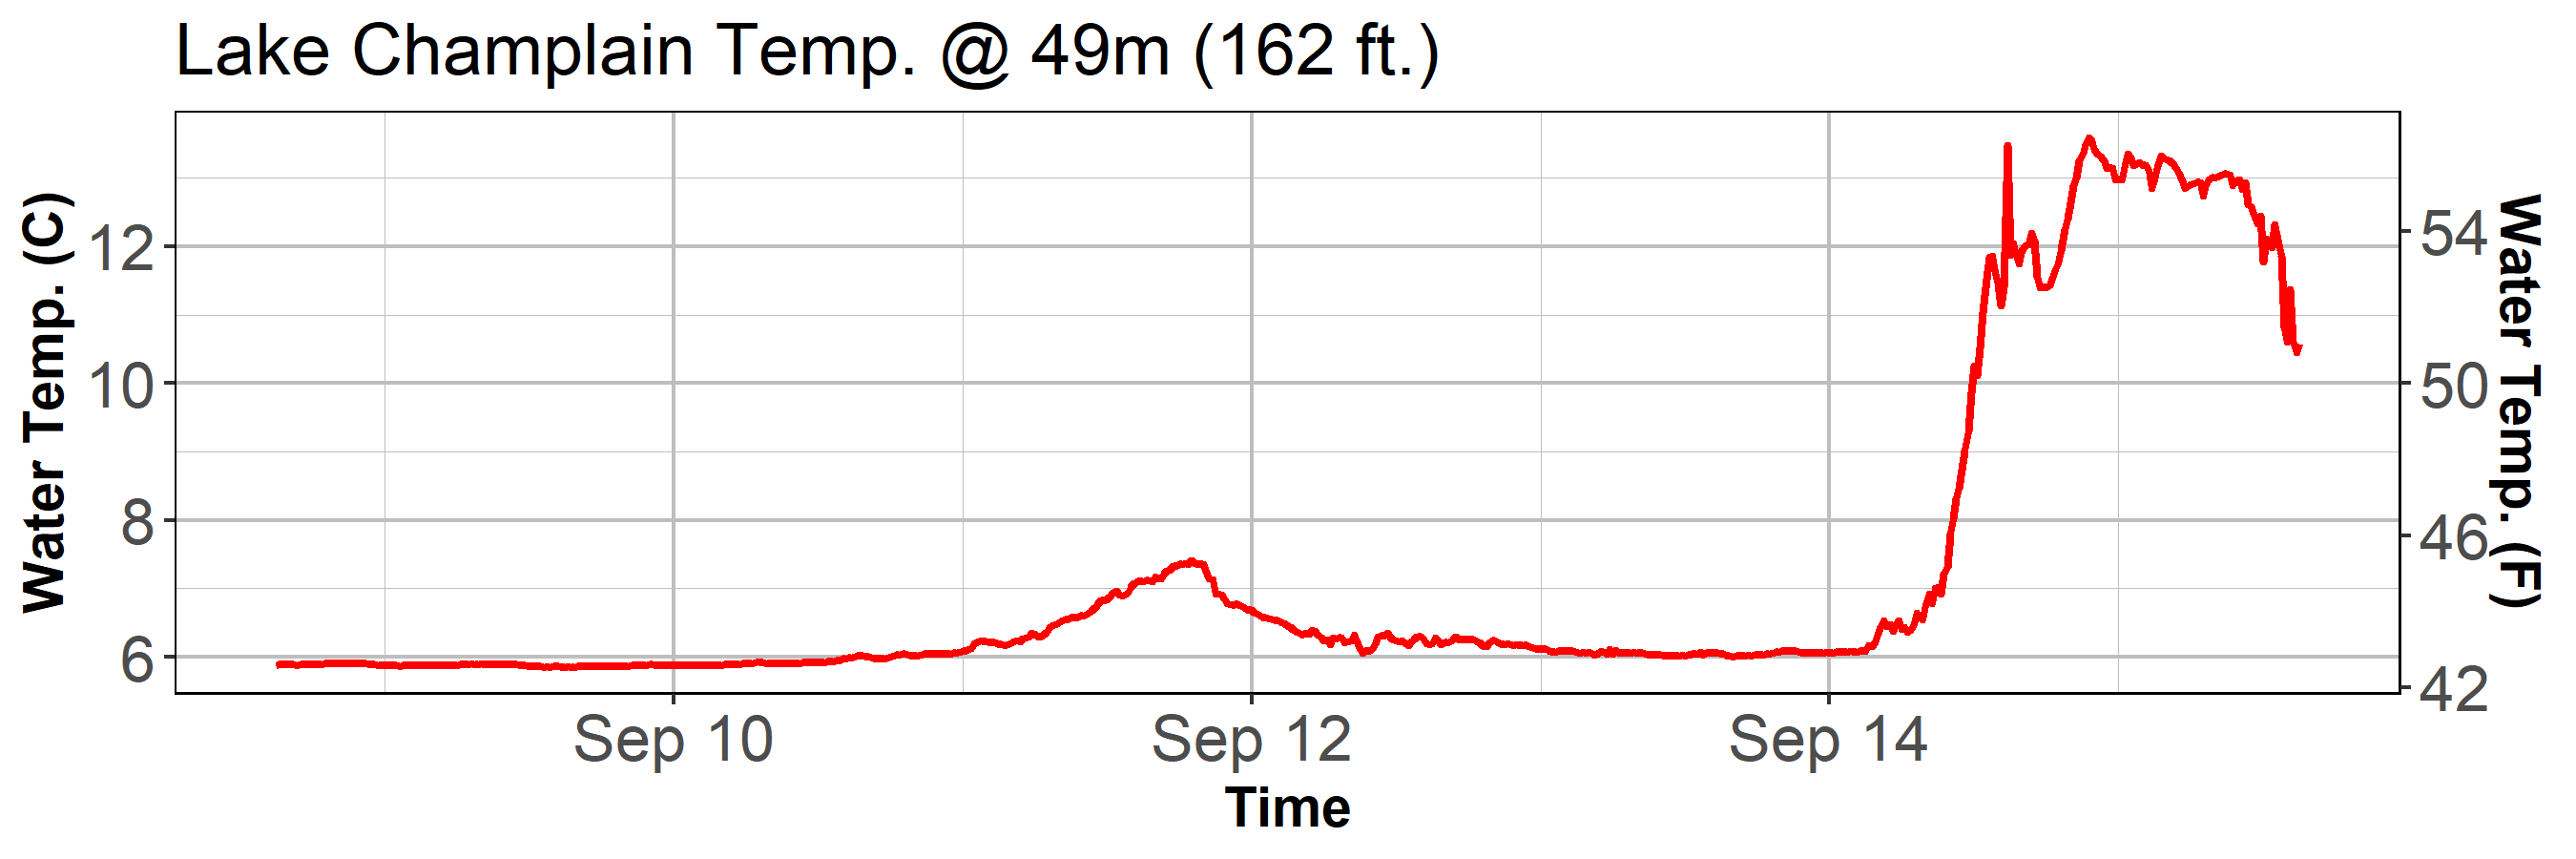 Lake Champlain Temp. @ 49m (162 ft.)
Water Temp. (C)
12
10
8
6
54
50
46
42
Water Temp. (F)
Sep 10
Sep 12
Sep 14
Time